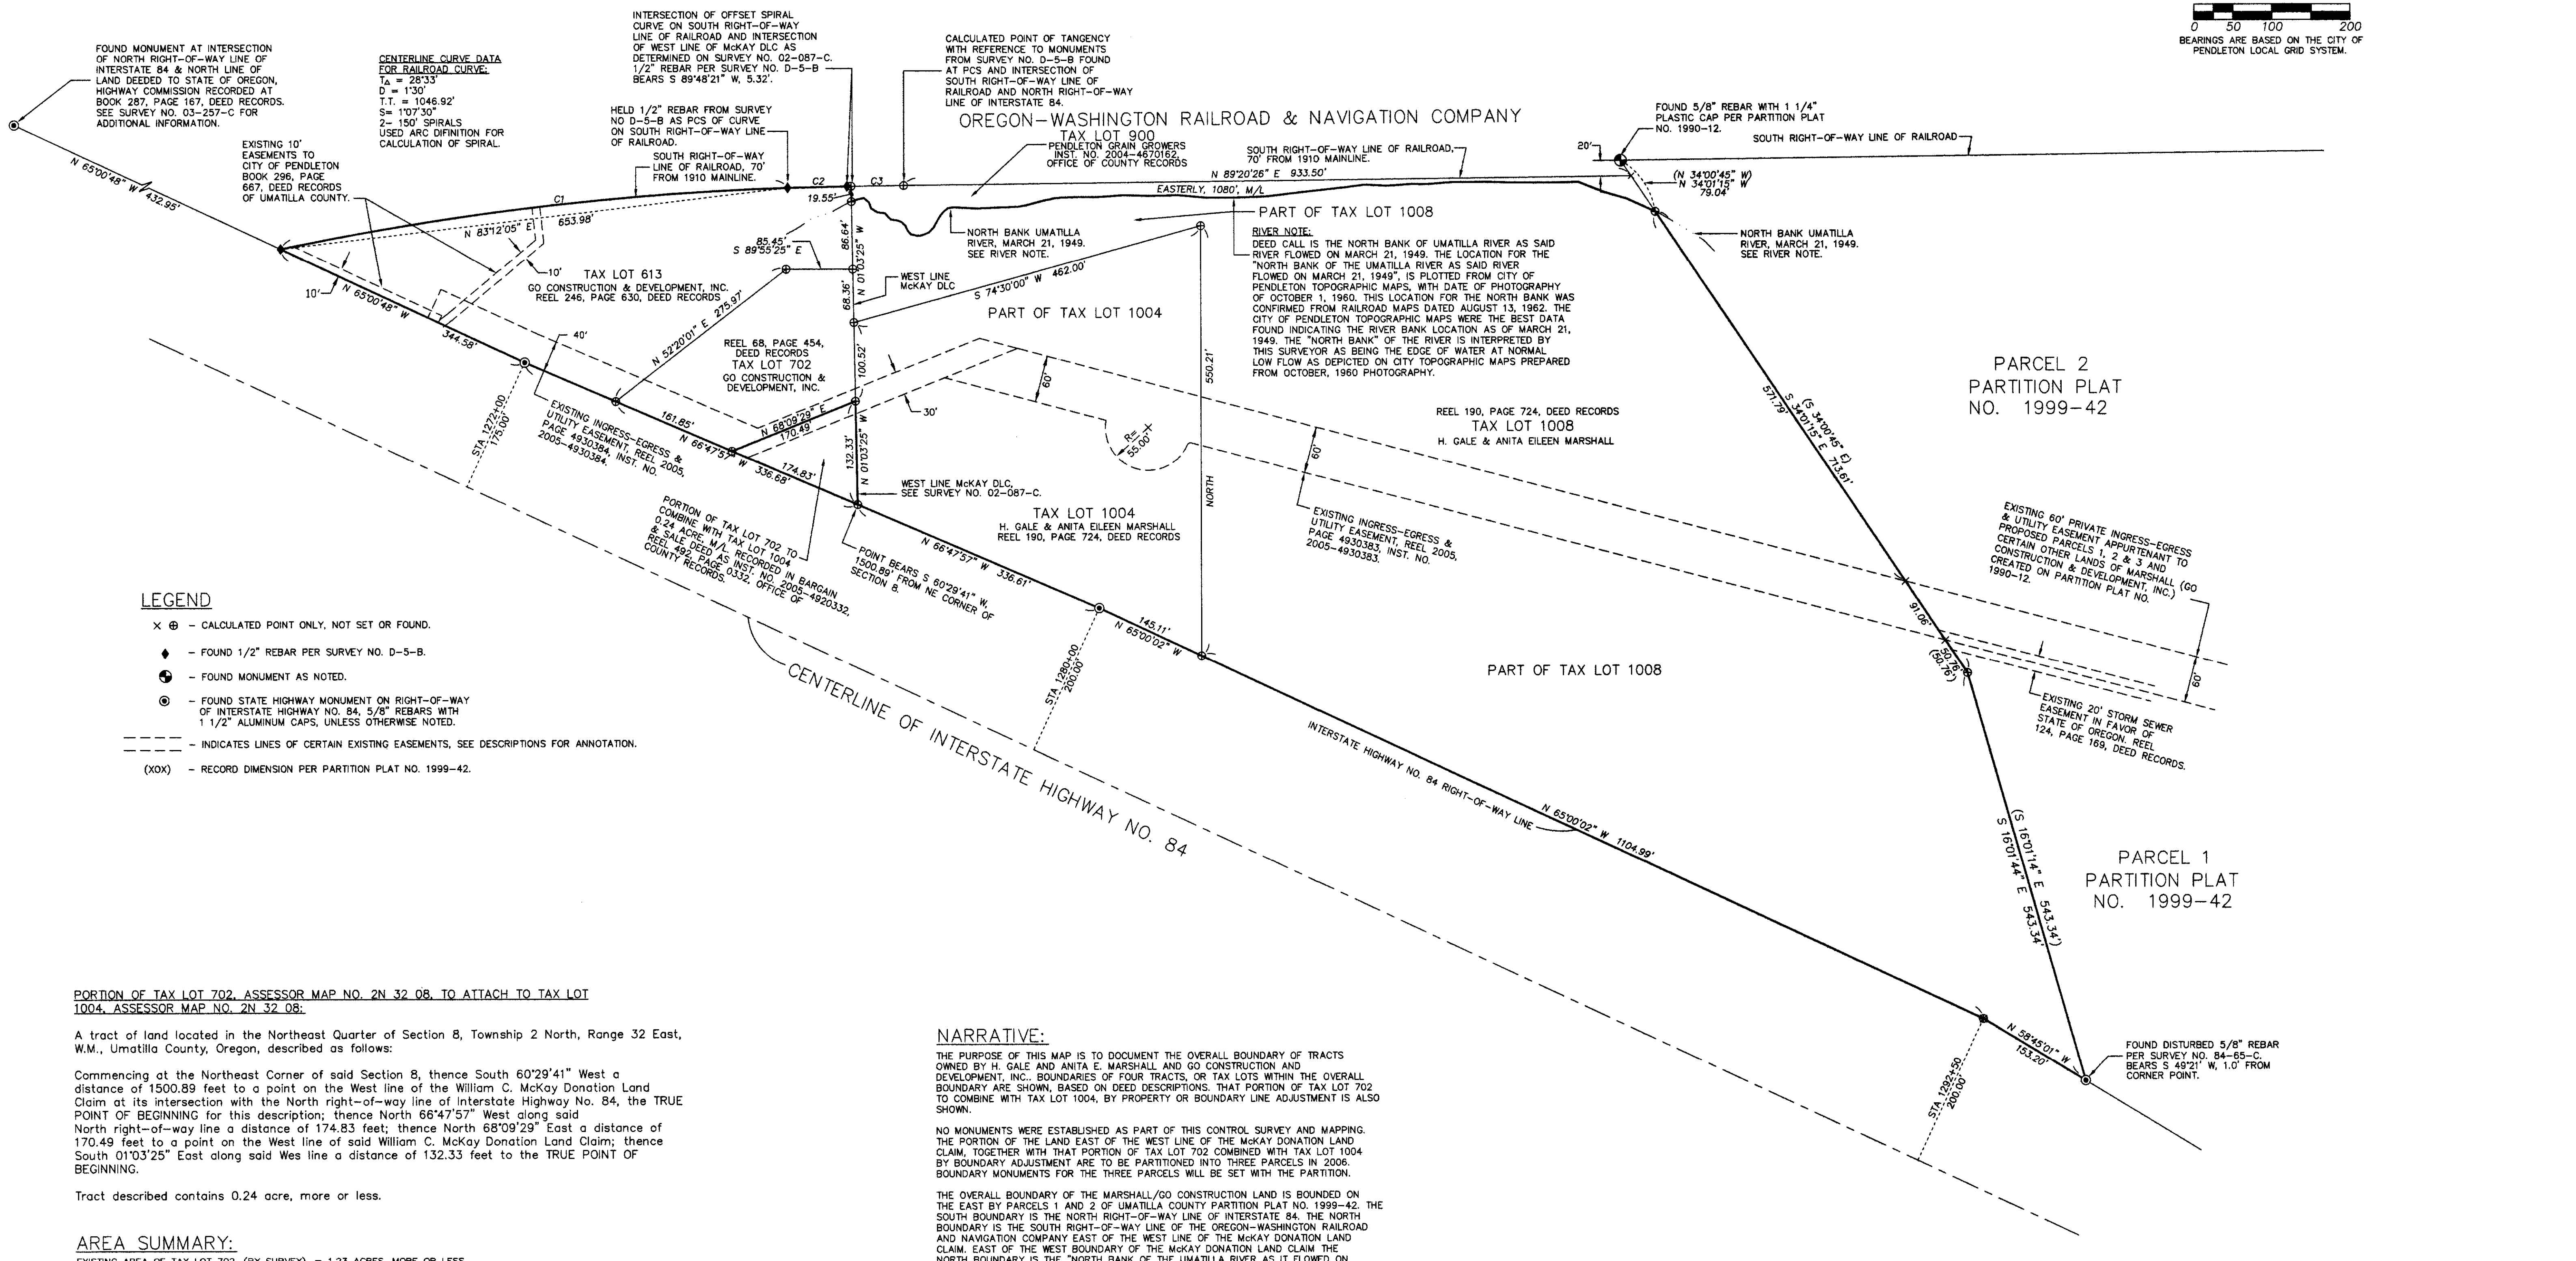 0 50 100 200
BEARINGS ARE BASED ON THE CITY OF
PENDLETON LOCAL GRID SYSTEM.
FOUND MONUMENT AT INTERSECTION
OF NORTH RIGHT-OF-WAY LINE OF
INTERSTATE 84 & NORTH LINE OF
LAND DEEDED TO STATE OF OREGON,
HIGHWAY COMMISSION RECORDED AT
BOOK 287, PAGE 167, DEED RECORDS.
SEE SURVEY NO. 03-257-C FOR
ADDITIONAL INFORMATION.
CENTERLINE CURVE DATA
FOR RAILROAD CURVE:
T∆ = 28°33'
D = 1°30'
T.T. = 1046.92'
S= 1°07'30"
2- 150' SPIRALS
USED ARC DIFINITION FOR
CALCULATION OF SPIRAL.
INTERSECTION OF OFFSET SPIRAL
CURVE ON SOUTH RIGHT-OF-WAY
LINE OF RAILROAD AND INTERSECTION
OF WEST LINE OF McKAY DLC AS
DETERMINED ON SURVEY NO. 02-087-C.
1/2" REBAR PER SURVEY NO. D-5-B
BEARS S 89°48'21" W, 5.32'.
HELD 1/2" REBAR FROM SURVEY
NO D-5-B AS PCS OF CURVE
ON SOUTH RIGHT-OF-WAY LINE
OF RAILROAD.
SOUTH RIGHT-OF-WAY
LINE OF RAILROAD, 70'
FROM 1910 MAINLINE.
CALCULATED POINT OF TANGENCY
WITH REFERENCE TO MONUMENTS
FROM SURVEY NO. D-5-B FOUND
AT PCS AND INTERSECTION OF
SOUTH RIGHT-OF-WAY LINE OF
RAILROAD AND NORTH RIGHT-OF-WAY
LINE OF INTERSTATE 84.
OREGON-WASHINGTON RAILROAD & NAVIGATION COMPANY
TAX LOT 900
PENDLETON GRAIN GROWERS
INST. NO. 2004-4670162,
OFFICE OF COUNTY RECORDS
SOUTH RIGHT-OF-WAY LINE OF RAILROAD,
70' FROM 1910 MAINLINE.
FOUND 5/8" REBAR WITH 1 1/4"
PLASTIC CAP PER PARTITION PLAT
NO. 1990-12.
SOUTH RIGHT-OF-WAY LINE OF RAILROAD
20'
(N 34°00'45" W)
N 34°01'15" W
79.04'
EXISTING 10'
EASEMENTS TO
CITY OF PENDLETON
BOOK 296, PAGE
667, DEED RECORDS
OF UMATILLA COUNTY.
N 65°00'48" W
432.95'
C1
C2
C3
N 83°12'05" E
653.98'
19.55'
N 89°20'26" E 933.50'
EASTERLY, 1080', M/L
PART OF TAX LOT 1008
NORTH BANK UMATILLA
RIVER, MARCH 21, 1949.
SEE RIVER NOTE.
RIVER NOTE:
DEED CALL IS THE NORTH BANK OF UMATILLA RIVER AS SAID
RIVER FLOWED ON MARCH 21, 1949. THE LOCATION FOR THE
"NORTH BANK OF THE UMATILLA RIVER AS SAID RIVER
FLOWED ON MARCH 21, 1949", IS PLOTTED FROM CITY OF
PENDLETON TOPOGRAPHIC MAPS, WITH DATE OF PHOTOGRAPHY
OF OCTOBER 1, 1960. THIS LOCATION FOR THE NORTH BANK WAS
CONFIRMED FROM RAILROAD MAPS DATED AUGUST 13, 1962. THE
CITY OF PENDLETON TOPOGRAPHIC MAPS WERE THE BEST DATA
FOUND INDICATING THE RIVER BANK LOCATION AS OF MARCH 21,
1949. THE "NORTH BANK" OF THE RIVER IS INTERPRETED BY
THIS SURVEYOR AS BEING THE EDGE OF WATER AT NORMAL
LOW FLOW AS DEPICTED ON CITY TOPOGRAPHIC MAPS PREPARED
FROM OCTOBER, 1960 PHOTOGRAPHY.
NORTH BANK UMATILLA
RIVER, MARCH 21, 1949.
SEE RIVER NOTE.
10'
10'
TAX LOT 613
GO CONSTRUCTION & DEVELOPMENT, INC.
REEL 246, PAGE 630, DEED RECORDS
85.45'
S 89°55'25" E
86.64'
N 01°03'25" W
68.36'
WEST LINE
McKAY DLC
S 74°30'00" W 462.00'
N 65°00'48" W
344.58'
N 52°20'01" E 275.97'
40'
REEL 68, PAGE 454,
DEED RECORDS
TAX LOT 702
GO CONSTRUCTION &
DEVELOPMENT, INC.
100.52'
PART OF TAX LOT 1004
550.21'
NORTH
60'
30'
R=
55.00'
60'
REEL 190, PAGE 724, DEED RECORDS
TAX LOT 1008
H. GALE & ANITA EILEEN MARSHALL
571.79'
(S 34°00'45" E)
S 34°01'15" E 713.61'
PARCEL 2
PARTITION PLAT
NO. 1999-42
STA 1272+00
175.00'
EXISTING INGRESS-EGRESS &
UTILITY EASEMENT, REEL 2005,
PAGE 4930384, INST. NO.
2005-4930384.
161.85'
N 66°47'57" W 336.68'
N 68°09'29" E
170.49'
174.83'
132.33'
N 01°03'25" W
WEST LINE McKAY DLC,
SEE SURVEY NO. 02-087-C.
TAX LOT 1004
H. GALE & ANITA EILEEN MARSHALL
REEL 190, PAGE 724, DEED RECORDS
PORTION OF TAX LOT 702 TO
COMBINE WITH TAX LOT 1004
0.24 ACRE, M/L. RECORDED IN BARGAIN
& SALE DEED AS INST. NO. 2005-4920332,
REEL 492, PAGE 0332, OFFICE OF
COUNTY RECORDS.
POINT BEARS S 60°29'41" W,
1500.89' FROM NE CORNER OF
SECTION 8.
N 66°47'57" W 336.61'
145.11'
N 65°00'02" W
EXISTING INGRESS-EGRESS &
UTILITY EASEMENT, REEL 2005,
PAGE 4930383, INST. NO.
2005-4930383.
EXISTING 60' PRIVATE INGRESS-EGRESS
& UTILITY EASEMENT APPURTENANT TO
PROPOSED PARCELS 1, 2 & 3 AND
CERTAIN OTHER LANDS OF MARSHALL (GO
CONSTRUCTION & DEVELOPMENT, INC.)
CREATED ON PARTITION PLAT NO.
1990-12.
91.06'
50.76'
(50.76')
60'
EXISTING 20' STORM SEWER
EASEMENT IN FAVOR OF
STATE OF OREGON. REEL
124, PAGE 169, DEED RECORDS.
LEGEND
X ⊕ - CALCULATED POINT ONLY, NOT SET OR FOUND.
- FOUND 1/2" REBAR PER SURVEY NO. D-5-B.
- FOUND MONUMENT AS NOTED.
- FOUND STATE HIGHWAY MONUMENT ON RIGHT-OF-WAY
OF INTERSTATE HIGHWAY NO. 84, 5/8" REBARS WITH
1 1/2" ALUMINUM CAPS, UNLESS OTHERWISE NOTED.
- INDICATES LINES OF CERTAIN EXISTING EASEMENTS, SEE DESCRIPTIONS FOR ANNOTATION.
(XOX) - RECORD DIMENSION PER PARTITION PLAT NO. 1999-42.
STA 1280+00
200.00'
CENTERLINE OF INTERSTATE HIGHWAY NO. 84
PART OF TAX LOT 1008
INTERSTATE HIGHWAY NO. 84 RIGHT-OF-WAY LINE
N 65°00'02" W 1104.99'
(S 16°01'14" E 543.34')
S 16°01'44" E 543.34'
PARCEL 1
PARTITION PLAT
NO. 1999-42
N 58°45'01" W
153.20'
STA 1292+50
200.00'
FOUND DISTURBED 5/8" REBAR
PER SURVEY NO. 84-65-C.
BEARS S 49°21' W, 1.0' FROM
CORNER POINT.
PORTION OF TAX LOT 702, ASSESSOR MAP NO. 2N 32 08, TO ATTACH TO TAX LOT
1004, ASSESSOR MAP NO. 2N 32 08:
A tract of land located in the Northeast Quarter of Section 8, Township 2 North, Range 32 East,
W.M., Umatilla County, Oregon, described as follows:
Commencing at the Northeast Corner of said Section 8, thence South 60°29'41" West a
distance of 1500.89 feet to a point on the West line of the William C. McKay Donation Land
Claim at its intersection with the North right-of-way line of Interstate Highway No. 84, the TRUE
POINT OF BEGINNING for this description; thence North 66°47'57" West along said
North right-of-way line a distance of 174.83 feet; thence North 68°09'29" East a distance of
170.49 feet to a point on the West line of said William C. McKay Donation Land Claim; thence
South 01°03'25" East along said Wes line a distance of 132.33 feet to the TRUE POINT OF
BEGINNING.
Tract described contains 0.24 acre, more or less.
AREA SUMMARY:
EXISTING AREA OF TAX LOT 702 (BY SURVEY) = 1.23 ACRES, MORE OR LESS
NARRATIVE:
THE PURPOSE OF THIS MAP IS TO DOCUMENT THE OVERALL BOUNDARY OF TRACTS
OWNED BY H. GALE AND ANITA E. MARSHALL AND GO CONSTRUCTION AND
DEVELOPMENT, INC.. BOUNDARIES OF FOUR TRACTS, OR TAX LOTS WITHIN THE OVERALL
BOUNDARY ARE SHOWN, BASED ON DEED DESCRIPTIONS. THAT PORTION OF TAX LOT 702
TO COMBINE WITH TAX LOT 1004, BY PROPERTY OR BOUNDARY LINE ADJUSTMENT IS ALSO
SHOWN.
NO MONUMENTS WERE ESTABLISHED AS PART OF THIS CONTROL SURVEY AND MAPPING.
THE PORTION OF THE LAND EAST OF THE WEST LINE OF THE McKAY DONATION LAND
CLAIM, TOGETHER WITH THAT PORTION OF TAX LOT 702 COMBINED WITH TAX LOT 1004
BY BOUNDARY ADJUSTMENT ARE TO BE PARTITIONED INTO THREE PARCELS IN 2006.
BOUNDARY MONUMENTS FOR THE THREE PARCELS WILL BE SET WITH THE PARTITION.
THE OVERALL BOUNDARY OF THE MARSHALL/GO CONSTRUCTION LAND IS BOUNDED ON
THE EAST BY PARCELS 1 AND 2 OF UMATILLA COUNTY PARTITION PLAT NO. 1999-42. THE
SOUTH BOUNDARY IS THE NORTH RIGHT-OF-WAY LINE OF INTERSTATE 84. THE NORTH
BOUNDARY IS THE SOUTH RIGHT-OF-WAY LINE OF THE OREGON-WASHINGTON RAILROAD
AND NAVIGATION COMPANY EAST OF THE WEST LINE OF THE McKAY DONATION LAND
CLAIM. EAST OF THE WEST BOUNDARY OF THE McKAY DONATION LAND CLAIM THE
NORTH BOUNDARY IS THE "NORTH BANK OF THE UMATILLA RIVER AS IT FLOWED ON